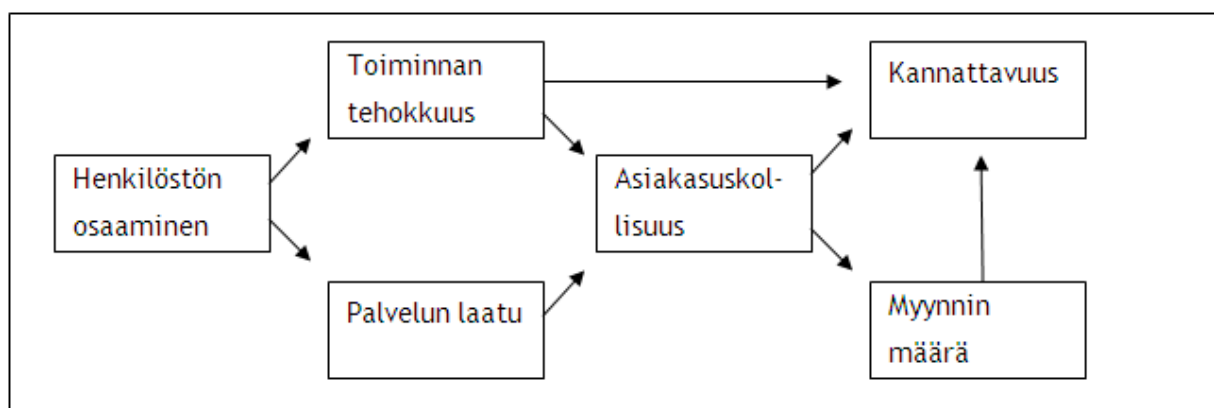 Toiminnan
tehokkuus
Kannattavuus
Henkilöstön
osaaminen
Asiakasuskol-
lisuus
Palvelun laatu
Myynnin
määrä